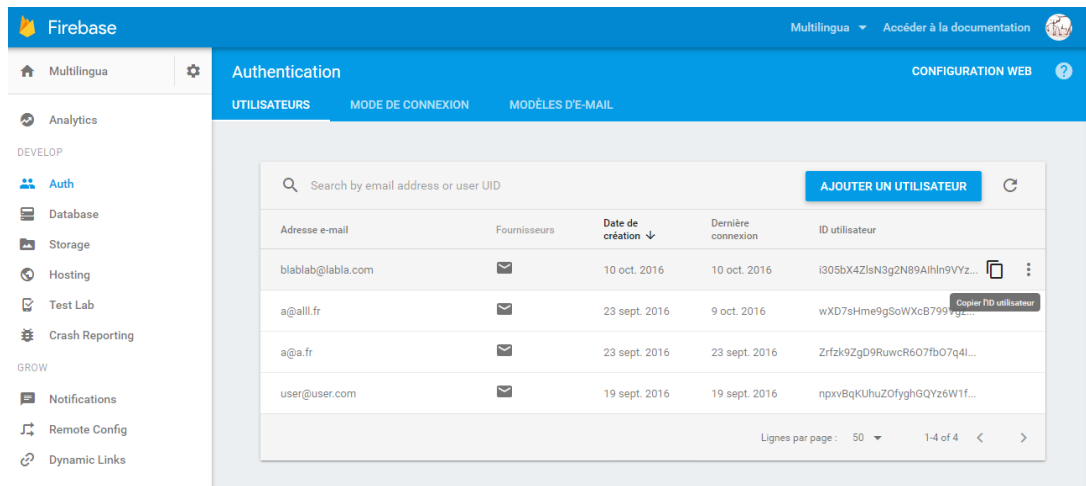 Firebase
Multilingua Accéder à la documentation
Multilingua
Authentication
CONFIGURATION WEB
UTILISATEURS MODE DE CONNEXION MODÈLES D'E-MAIL
Analytics
DEVELOP
Auth
Database
Storage
Hosting
Test Lab
Crash Reporting
GROW
Notifications
Remote Config
Dynamic Links
Search by email address or user UID
AJOUTER UN UTILISATEUR
Adresse e-mail Fournisseurs Date de création Dernière connexion ID utilisateur
blablab@labla.com 10 oct. 2016 10 oct. 2016 i305bX4ZlsN3g2N89AIhln9VYz...
Copier l'ID utilisateur
a@alll.fr 23 sept. 2016 9 oct. 2016
a@a.fr 23 sept. 2016 23 sept. 2016 Zrfzk9ZgD9RuwcR6O7fbO7q4I...
user@user.com 19 sept. 2016 19 sept. 2016 npxvBqKUhuZOfyghGQYz6W1f...
Lignes par page : 50 1-4 of 4